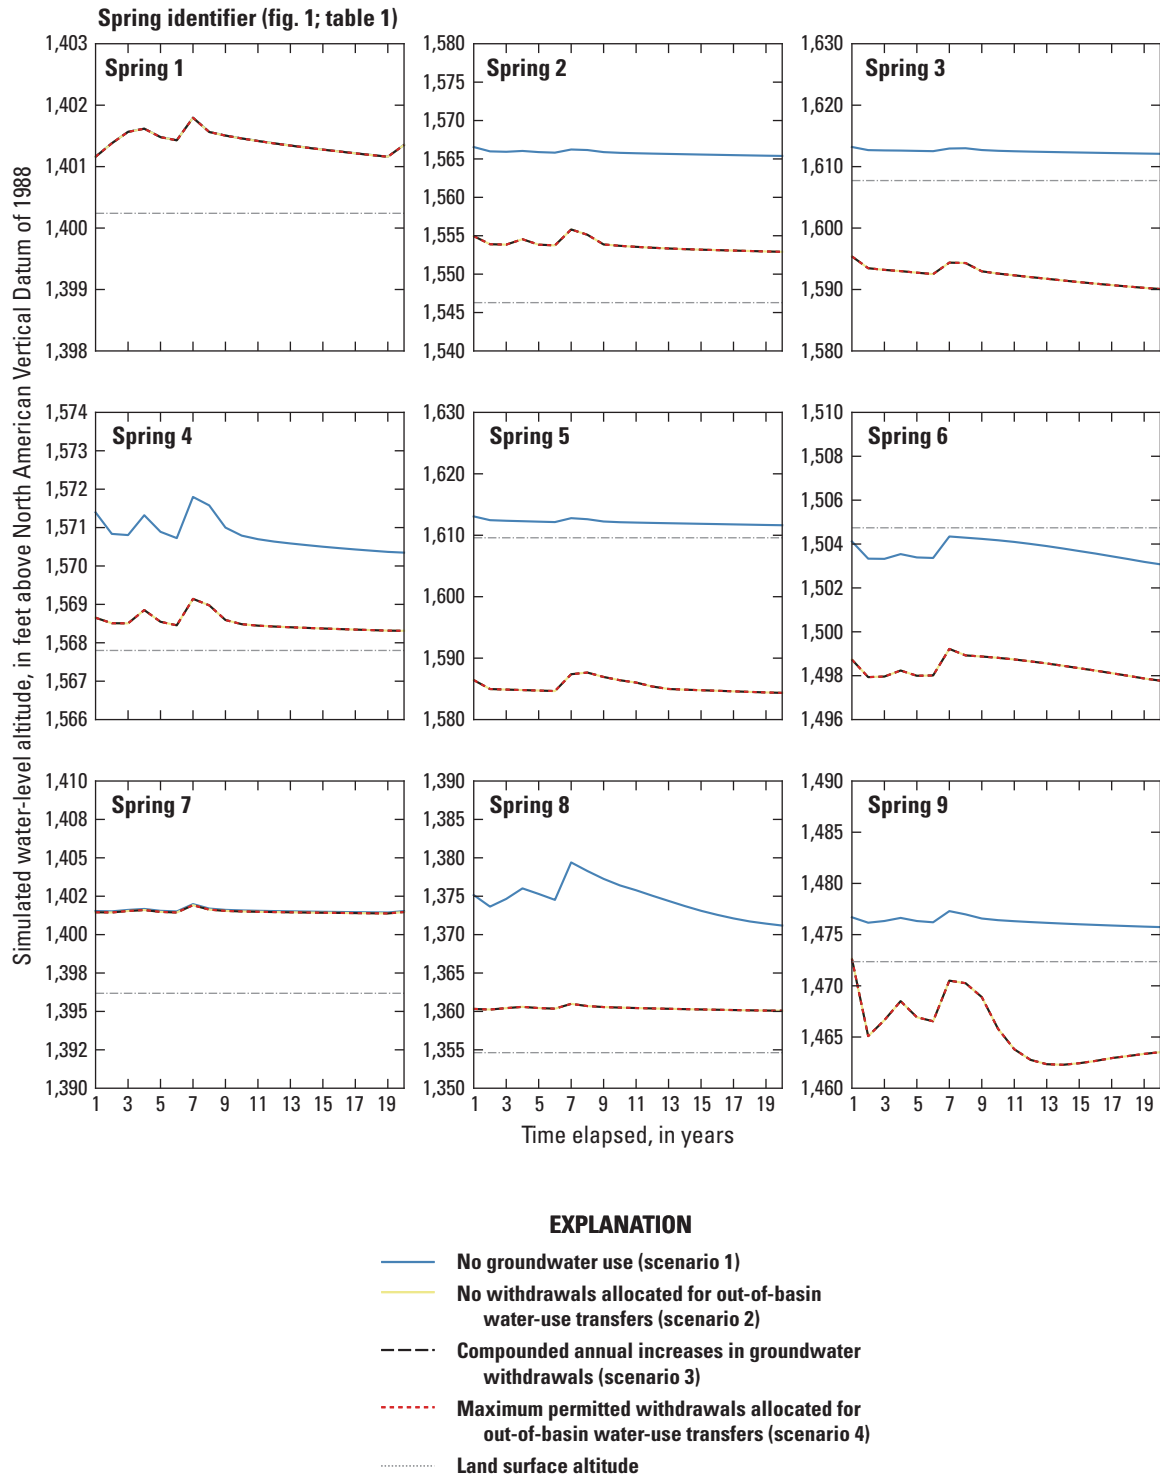 Spring identifier (fig. 1; table 1)
Simulated water-level altitude, in feet above North American Vertical Datum of 1988
Spring 1
1,403
1,402
1,401
1,400
1,399
1,398
Spring 2
1,580
1,575
1,570
1,565
1,560
1,555
1,550
1,545
1,540
Spring 3
1,630
1,620
1,610
1,600
1,590
1,580
Spring 4
1,574
1,573
1,572
1,571
1,570
1,569
1,568
1,567
1,566
Spring 5
1,630
1,620
1,610
1,600
1,590
1,580
Spring 6
1,510
1,508
1,506
1,504
1,502
1,500
1,498
1,496
Spring 7
1,410
1,408
1,405
1,402
1,400
1,398
1,395
1,392
1,390
1 3 5 7 9 11 13 15 17 19
Spring 8
1,390
1,385
1,380
1,375
1,370
1,365
1,360
1,355
1,350
1 3 5 7 9 11 13 15 17 19
Spring 9
1,490
1,485
1,480
1,475
1,470
1,465
1,460
1 3 5 7 9 11 13 15 17 19
Time elapsed, in years
EXPLANATION
No groundwater use (scenario 1)
No withdrawals allocated for out-of-basin
water-use transfers (scenario 2)
Compounded annual increases in groundwater
withdrawals (scenario 3)
Maximum permitted withdrawals allocated for
out-of-basin water-use transfers (scenario 4)
Land surface altitude